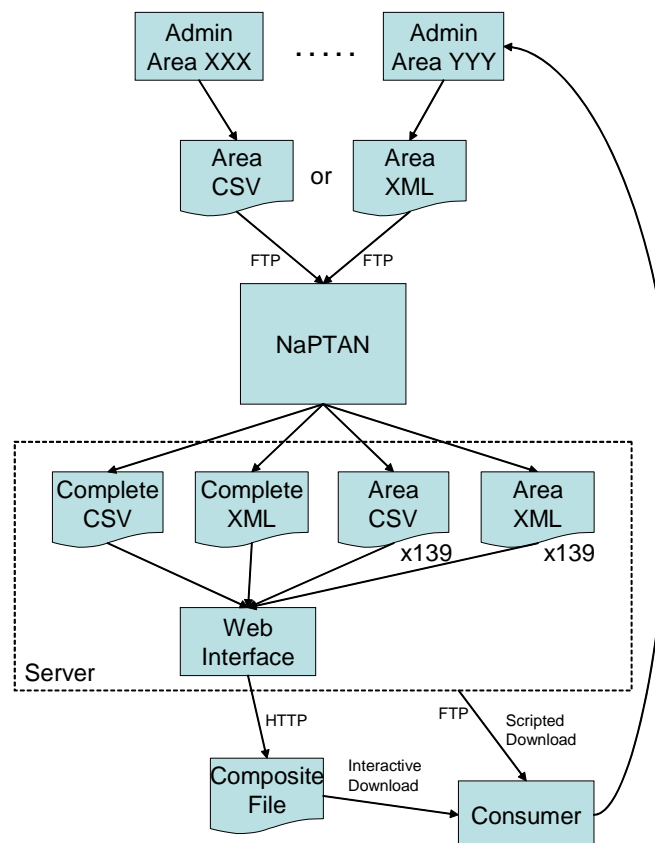 Admin
Area XXX
. . . . .
Admin
Area YYY
Area
CSV
or
Area
XML
FTP
FTP
NaPTAN
Complete
CSV
Complete
XML
Area
CSV
Area
XML
x139
x139
Web
Interface
Server
HTTP
FTP
Scripted
Download
Composite
File
Interactive
Download
Consumer